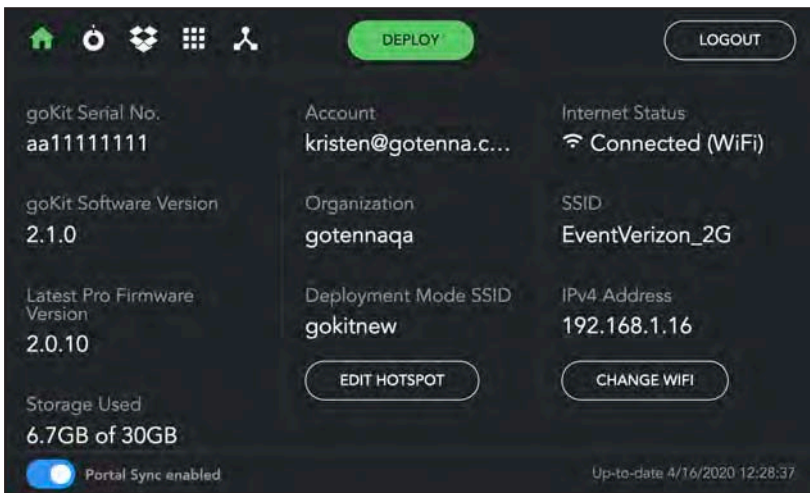 DEPLOY
LOGOUT
goKit Serial No.
aa11111111
goKit Software Version
2.1.0
Latest Pro Firmware
Version
2.0.10
Storage Used
6.7GB of 30GB
Account
kristen@gotenna.c...
Organization
gotennaqa
Deployment Mode SSID
gokitnew
EDIT HOTSPOT
Internet Status
Connected (WiFi)
SSID
EventVerizon_2G
IPv4 Address
192.168.1.16
CHANGE WIFI
Portal Sync enabled
Up-to-date 4/16/2020 12:28:37